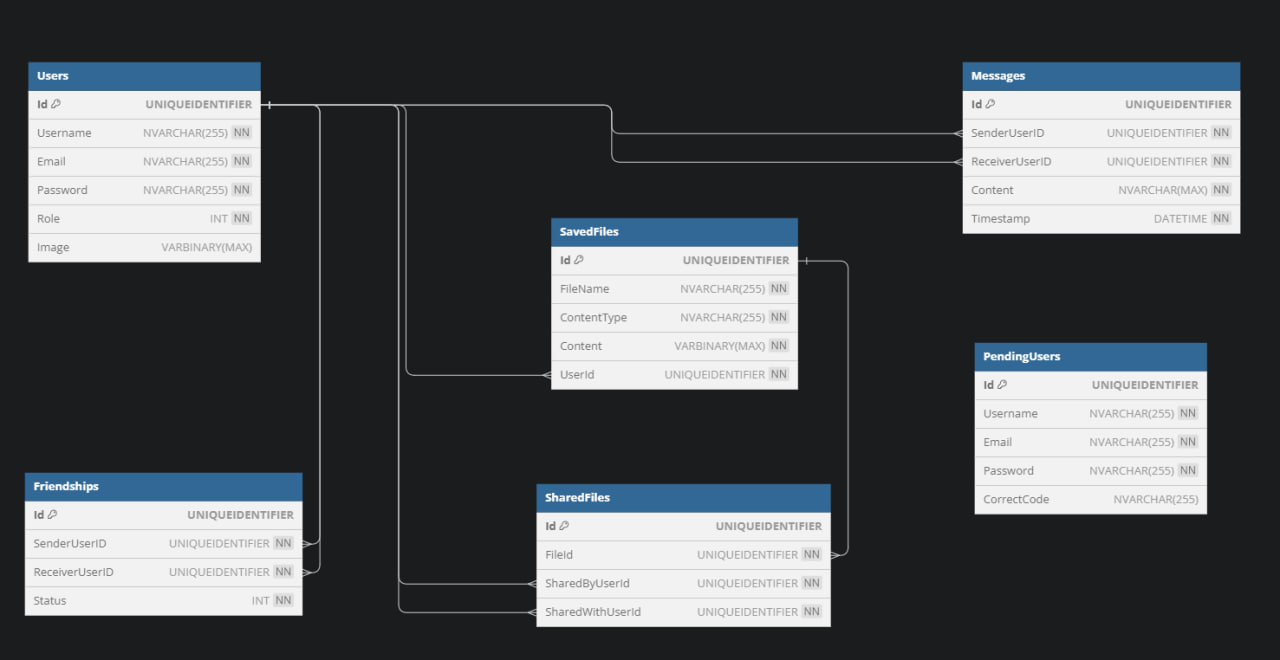 Users
Id UNIQUEIDENTIFIER
Username NVARCHAR(255) NN
Email NVARCHAR(255) NN
Password NVARCHAR(255) NN
Role INT NN
Image VARBINARY(MAX)
Messages
Id UNIQUEIDENTIFIER
SenderUserID UNIQUEIDENTIFIER NN
ReceiverUserID UNIQUEIDENTIFIER NN
Content NVARCHAR(MAX) NN
Timestamp DATETIME NN
SavedFiles
Id UNIQUEIDENTIFIER
FileName NVARCHAR(255) NN
ContentType NVARCHAR(255) NN
Content VARBINARY(MAX) NN
UserId UNIQUEIDENTIFIER NN
PendingUsers
Id UNIQUEIDENTIFIER
Username NVARCHAR(255) NN
Email NVARCHAR(255) NN
Password NVARCHAR(255) NN
CorrectCode NVARCHAR(255)
Friendships
Id UNIQUEIDENTIFIER
SenderUserID UNIQUEIDENTIFIER NN
ReceiverUserID UNIQUEIDENTIFIER NN
Status INT NN
SharedFiles
Id UNIQUEIDENTIFIER
FileId UNIQUEIDENTIFIER NN
SharedByUserId UNIQUEIDENTIFIER NN
SharedWithUserId UNIQUEIDENTIFIER NN